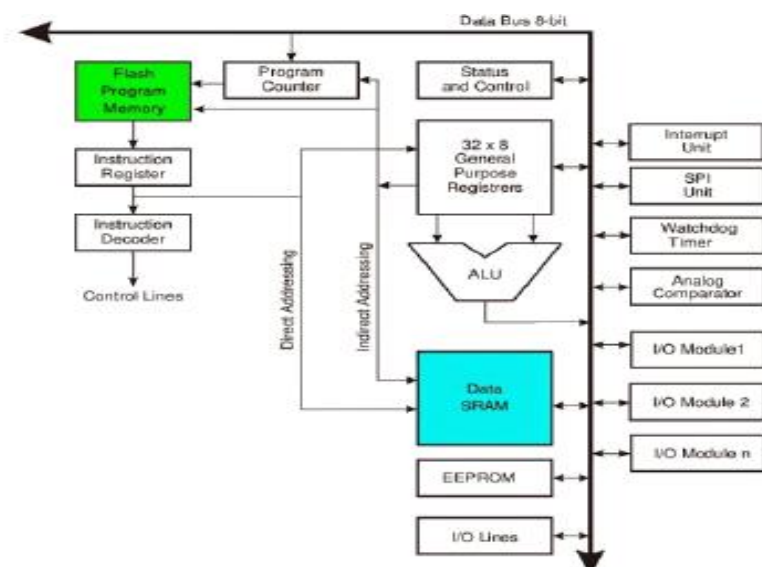 Data Bus 8-bit
Flash
Program
Memory
Program
Counter
Status
and Control
Instruction
Register
32 x 8
General
Purpose
Registrers
Interrupt
Unit
SPI
Unit
Instruction
Decoder
Watchdog
Timer
ALU
Control Lines
Direct Addressing
Indirect Addressing
Analog
Comparator
I/O Module1
Data
SRAM
I/O Module 2
I/O Module n
EEPROM
I/O Lines